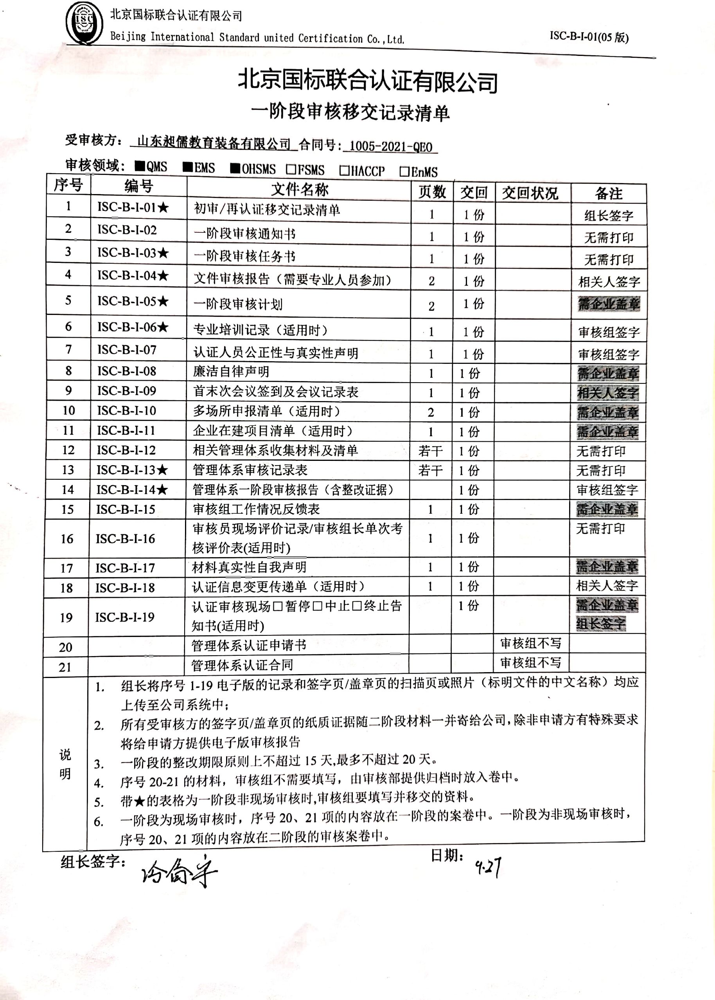 ISC
北京国标联合认证有限公司
Beijing International Standard united Certification Co.,Ltd.
ISC-B-I-01(05 版)
北京国标联合认证有限公司
一阶段审核移交记录清单
受审核方： 山东昶儒教育装备有限公司 合同号：1005-2021-QEO
审核领域：■QMS ■EMS ■OHSMS □FSMS □HACCP □EnMS
序号 编号 文件名称 页数 交回 交回状况 备注
1 ISC-B-I-01★ 初审/再认证移交记录清单 1 1 份 组长签字
2 ISC-B-I-02 一阶段审核通知书 1 1 份 无需打印
3 ISC-B-I-03★ 一阶段审核任务书 1 1 份 无需打印
4 ISC-B-I-04★ 文件审核报告（需要专业人员参加） 2 1 份 相关人签字
5 ISC-B-I-05★ 一阶段审核计划 2 1 份 需企业盖章
6 ISC-B-I-06★ 专业培训记录（适用时） 1 1 份 审核组签字
7 ISC-B-I-07 认证人员公正性与真实性声明 1 1 份 审核组签字
8 ISC-B-I-08 廉洁自律声明 1 1 份 需企业盖章
9 ISC-B-I-09 首末次会议签到及会议记录表 1 1 份 相关人签字
10 ISC-B-I-10 多场所申报清单（适用时） 2 1 份 需企业盖章
11 ISC-B-I-11 企业在建项目清单（适用时） 1 1 份 需企业盖章
12 ISC-B-I-12 相关管理体系收集材料及清单 若干 1 份 无需打印
13 ISC-B-I-13★ 管理体系审核记录表 若干 1 份 无需打印
14 ISC-B-I-14★ 管理体系一阶段审核报告（含整改证据） 1 份 审核组签字
15 ISC-B-I-15 审核组工作情况反馈表 1 1 份 需企业盖章
16 ISC-B-I-16 审核员现场评价记录/审核组长单次考 1 1 份 无需打印
核评价表(适用时)
17 ISC-B-I-17 材料真实性自我声明 1 1 份 需企业盖章
18 ISC-B-I-18 认证信息变更传递单（适用时） 1 1 份 相关人签字
19 ISC-B-I-19 认证审核现场□暂停□中止□终止告 1 份 需企业盖章
知书(适用时) 组长签字
20 管理体系认证申请书 审核组不写
21 管理体系认证合同 审核组不写
说
明
1. 组长将序号 1-19 电子版的记录和签字页/盖章页的扫描页或照片（标明文件的中文名称）均应
上传至公司系统中；
2. 所有受审核方的签字页/盖章页的纸质证据随二阶段材料一并寄给公司，除非申请方有特殊要求
将给申请方提供电子版审核报告
3. 一阶段的整改期限原则上不超过 15 天,最多不超过 20 天。
4. 序号 20-21 的材料，审核组不需要填写，由审核部提供归档时放入卷中。
5. 带★的表格为一阶段非现场审核时,审核组要填写并移交的资料。
6. 一阶段为现场审核时，序号 20、21 项的内容放在一阶段的案卷中。一阶段为非现场审核时，
序号 20、21 项的内容放在二阶段的审核案卷中。
组长签字：
日期： 9.27